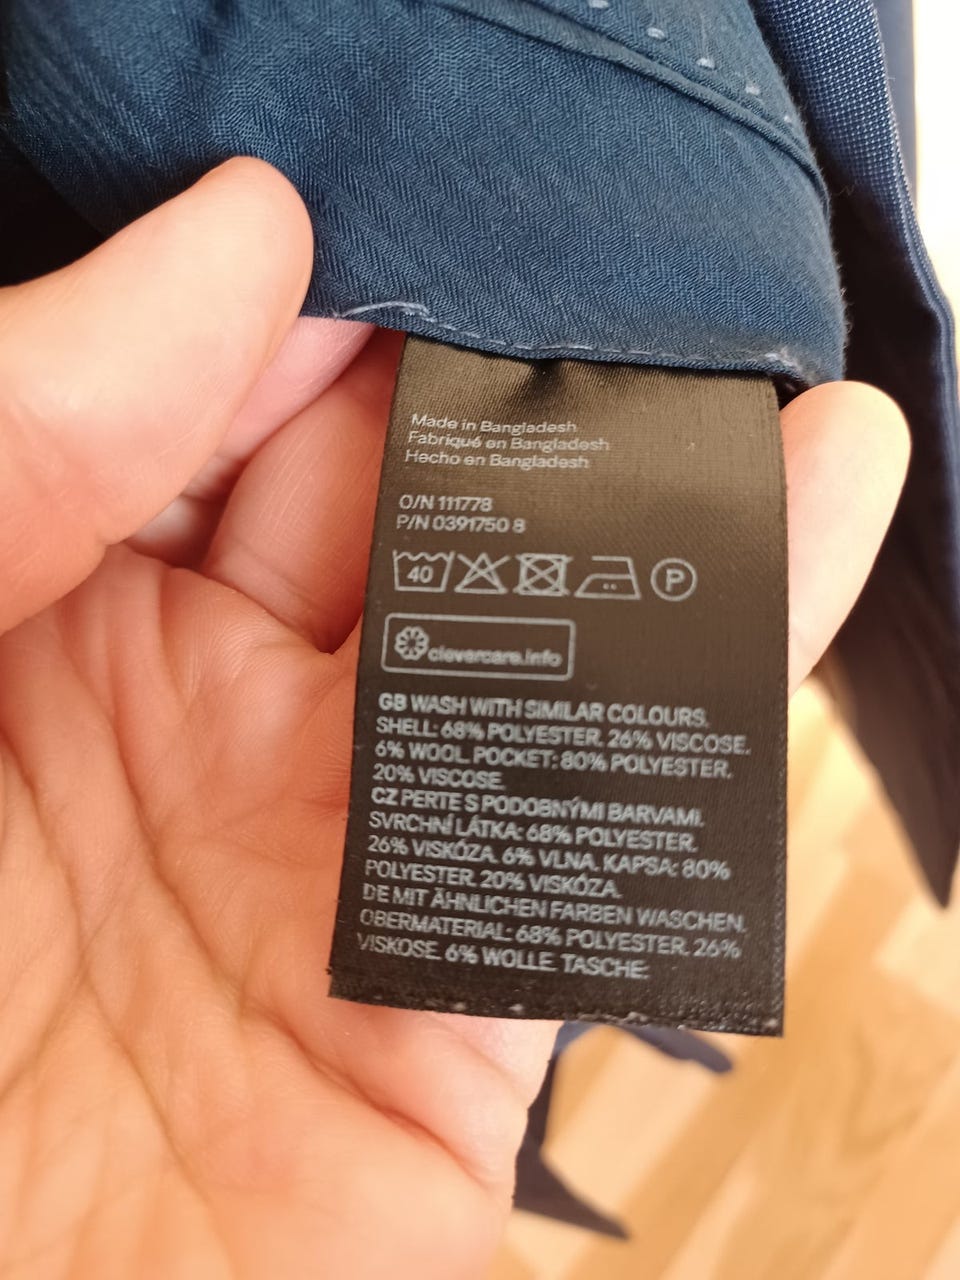 Made in Bangladesh
Fabriqué en Bangladesh
Hecho en Bangladesh
O/N 111778
P/N 0391750 8
40 P
clevercare.info
GB WASH WITH SIMILAR COLOURS.
SHELL: 68% POLYESTER. 26% VISCOSE.
6% WOOL. POCKET: 80% POLYESTER.
20% VISCOSE.
CZ PERTE S PODOBNÝMI BARVAMI.
SVRCHNÍ LÁTKA: 68% POLYESTER.
26% VISKÓZA. 6% VLNA. KAPSA: 80%
POLYESTER. 20% VISKÓZA.
DE MIT ÄHNLICHEN FARBEN WASCHEN.
OBERMATERIAL: 68% POLYESTER. 26%
VISKOSE. 6% WOLLE. TASCHE: